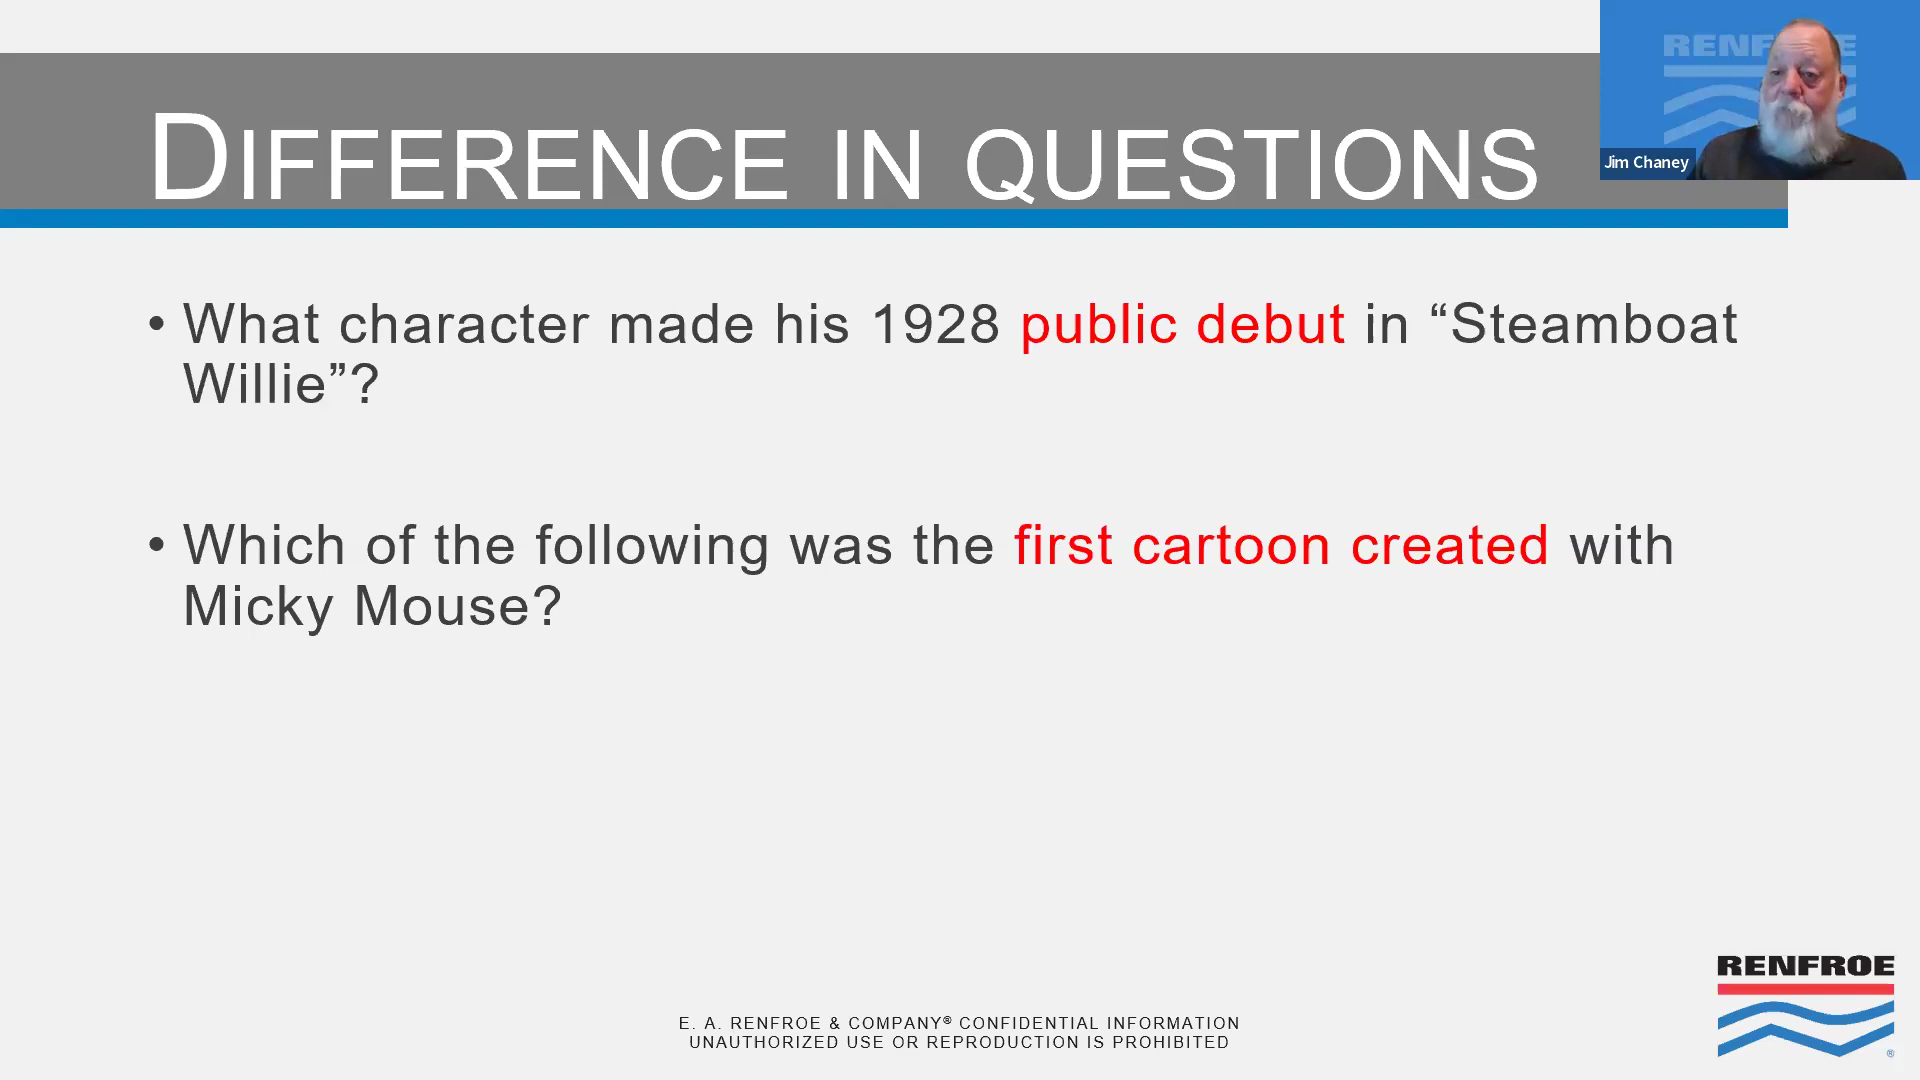 RENFROE
Jim Chaney
DIFFERENCE IN QUESTIONS
• What character made his 1928 public debut in “Steamboat
Willie”?
• Which of the following was the first cartoon created with
Micky Mouse?
E. A. RENFROE & COMPANY® CONFIDENTIAL INFORMATION
UNAUTHORIZED USE OR REPRODUCTION IS PROHIBITED
RENFROE
®